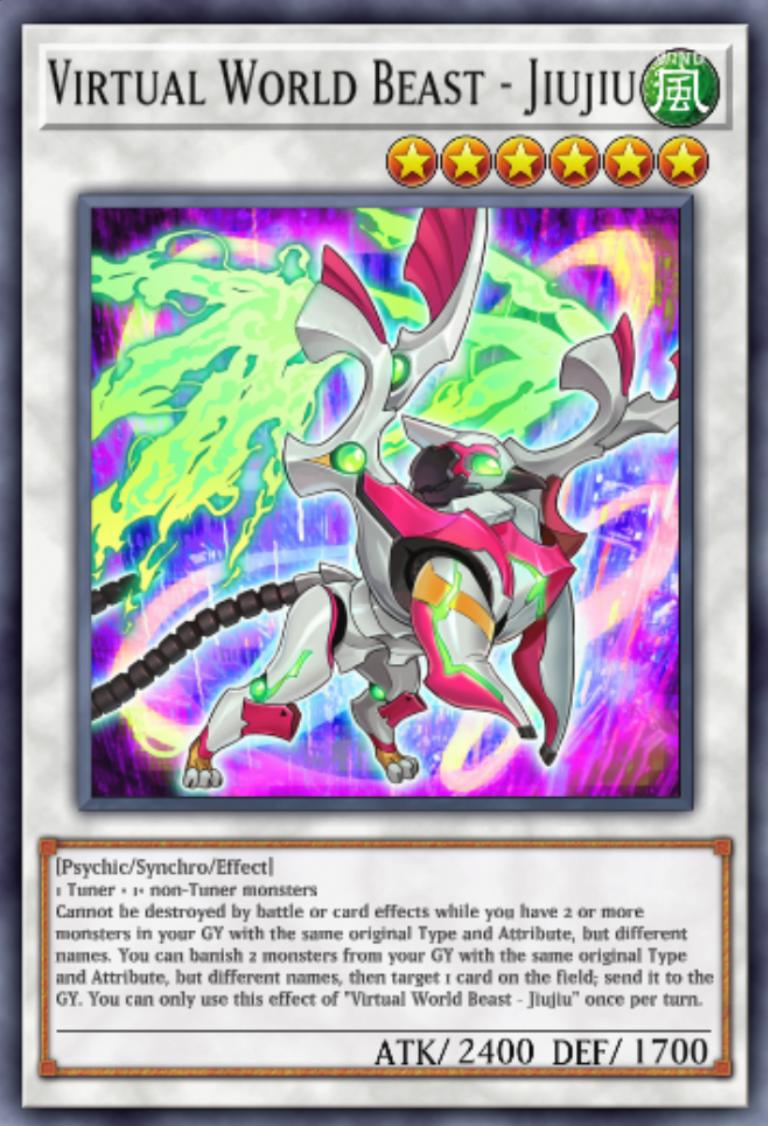 VIRTUAL WORLD BEAST - JIUJIU
WIND
風
[Psychic/Synchro/Effect]
1 Tuner + 1+ non-Tuner monsters
Cannot be destroyed by battle or card effects while you have 2 or more
monsters in your GY with the same original Type and Attribute, but different
names. You can banish 2 monsters from your GY with the same original Type
and Attribute, but different names, then target 1 card on the field; send it to the
GY. You can only use this effect of "Virtual World Beast - Jiujiu" once per turn.
ATK/ 2400 DEF/ 1700